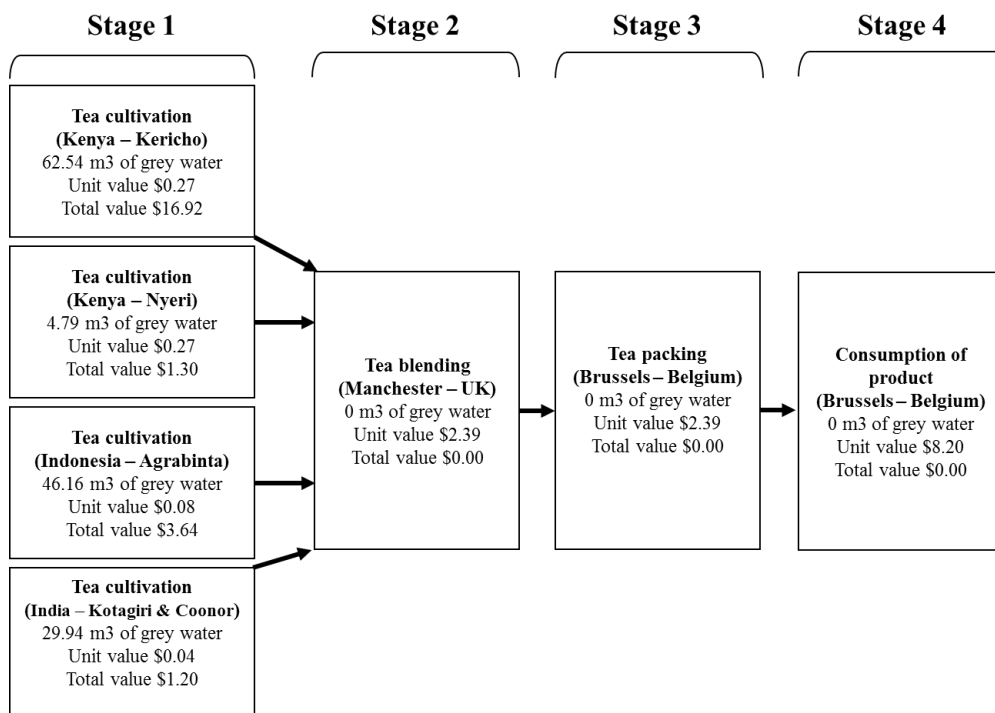 Stage 1
Stage 2
Stage 3
Stage 4
Tea cultivation
(Kenya – Kericho)
62.54 m3 of grey water
Unit value $0.27
Total value $16.92
Tea cultivation
(Kenya – Nyeri)
4.79 m3 of grey water
Unit value $0.27
Total value $1.30
Tea cultivation
(Indonesia – Agrabinta)
46.16 m3 of grey water
Unit value $0.08
Total value $3.64
Tea cultivation
(India – Kotagiri & Coonor)
29.94 m3 of grey water
Unit value $0.04
Total value $1.20
Tea blending
(Manchester – UK)
0 m3 of grey water
Unit value $2.39
Total value $0.00
Tea packing
(Brussels – Belgium)
0 m3 of grey water
Unit value $2.39
Total value $0.00
Consumption of
product
(Brussels – Belgium)
0 m3 of grey water
Unit value $8.20
Total value $0.00